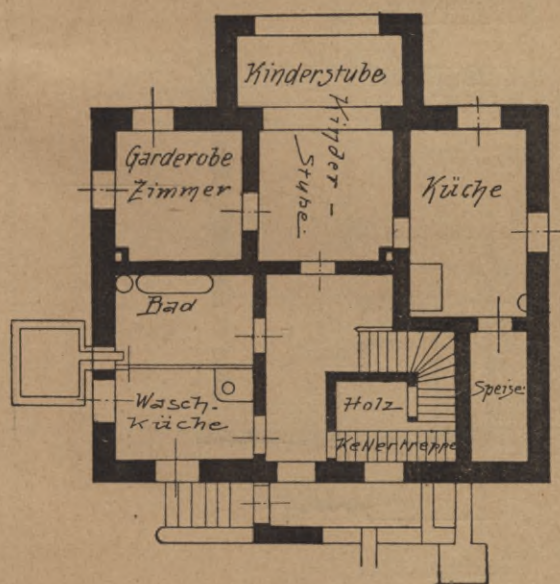 Kinderstube
Kinder-
Stube.
Garderobe
Zimmer
Küche
Bad
Wasch-
Küche
Holz
Kellertreppe
Speise